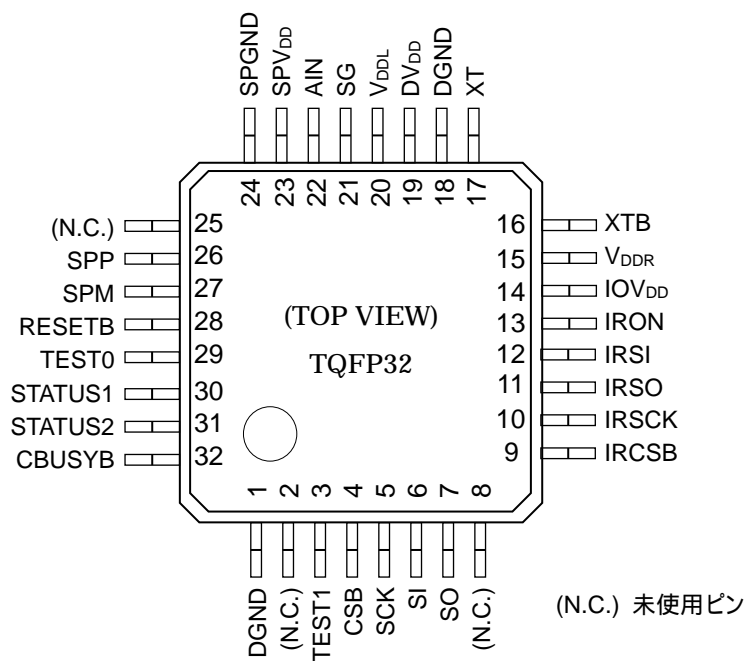 SPGND
SPVDD
AIN
SG
VDDL
DVDD
DGND
XT
24
23
22
21
20
19
18
17
(N.C.) 25
SPP 26
SPM 27
RESETB 28
TEST0 29
STATUS1 30
STATUS2 31
CBUSYB 32
(TOP VIEW)
TQFP32
16 XTB
15 VDDR
14 IOVDD
13 IRON
12 IRSI
11 IRSO
10 IRSCK
9 IRCSB
1
2
3
4
5
6
7
8
DGND
(N.C.)
TEST1
CSB
SCK
SI
SO
(N.C.)
(N.C.) 未使用ピン